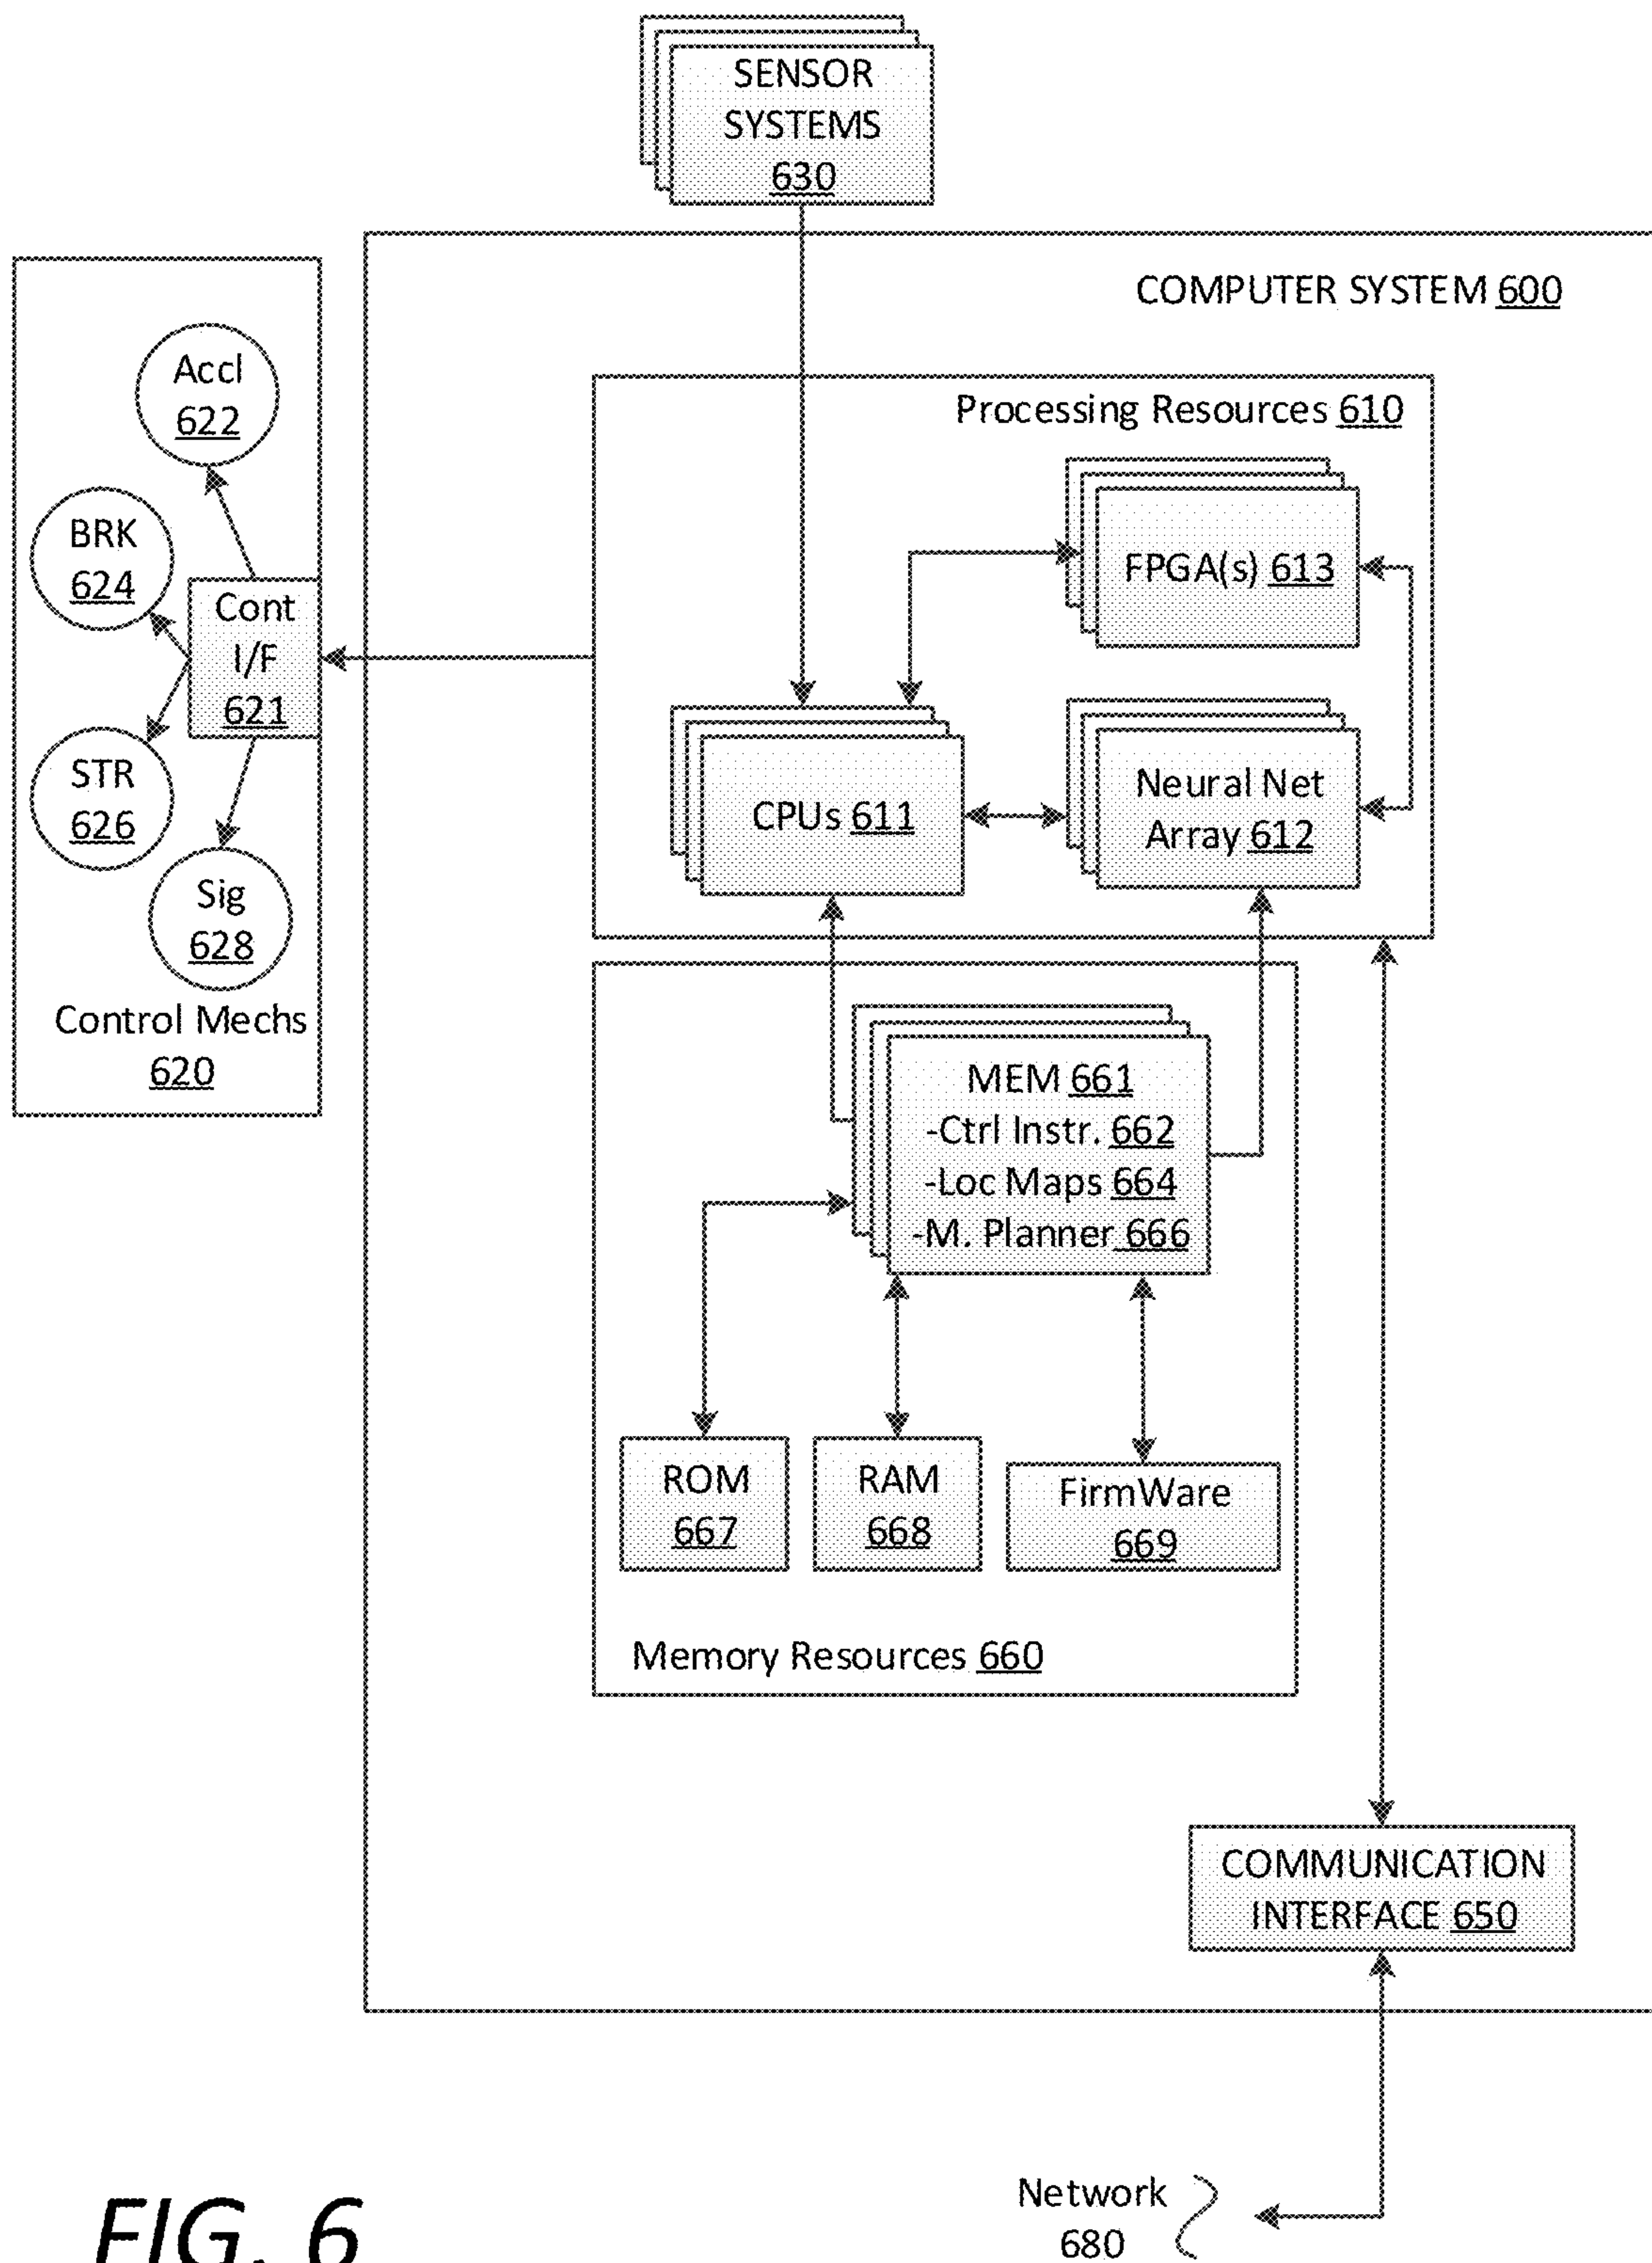 SENSOR
SYSTEMS
630
COMPUTER SYSTEM 600
Accl
622
BRK
624
Cont
I/F
621
STR
626
Sig
628
Control Mechs
620
Processing Resources 610
FPGA(s) 613
CPUs 611
Neural Net
Array 612
MEM 661
-Ctrl Instr. 662
-Loc Maps 664
-M. Planner 666
ROM
667
RAM
668
FirmWare
669
Memory Resources 660
COMMUNICATION
INTERFACE 650
Network
680
FIG. 6